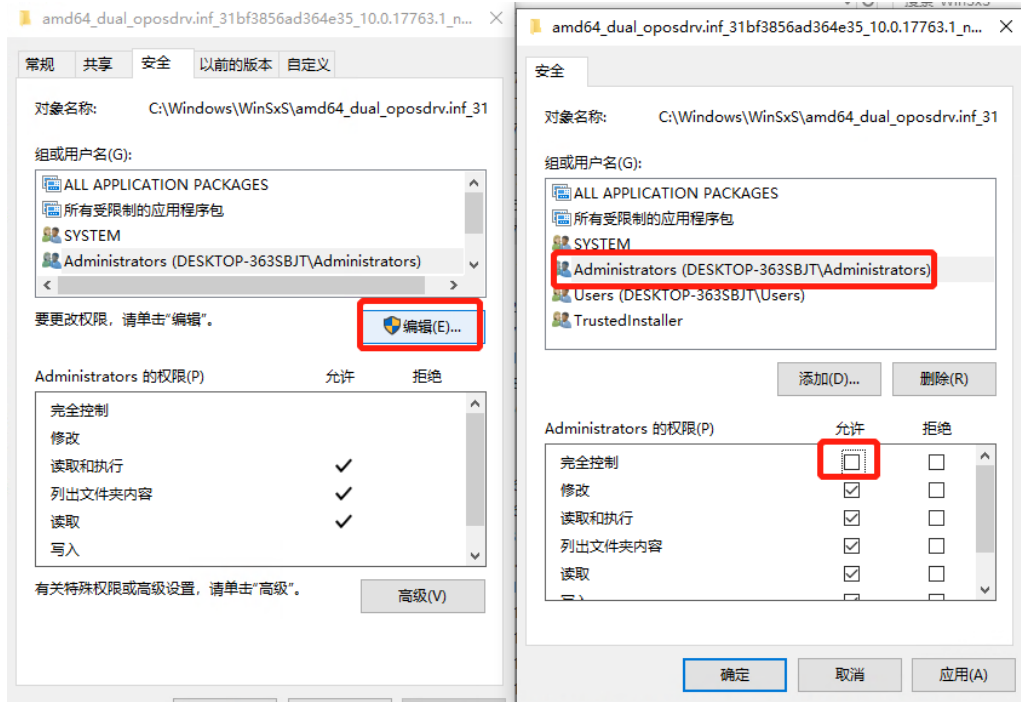 amd64_dual_oposdrv.inf_31bf3856ad364e35_10.0.17763.1_n...
常规 共享 安全 以前的版本 自定义
对象名称: C:\Windows\WinSxS\amd64_dual_oposdrv.inf_31
组或用户名(G):
ALL APPLICATION PACKAGES
所有受限制的应用程序包
SYSTEM
Administrators (DESKTOP-363SBJT\Administrators)
要更改权限，请单击"编辑"。
编辑(E)...
Administrators 的权限(P) 允许 拒绝
完全控制
修改
读取和执行
列出文件夹内容
读取
写入
有关特殊权限或高级设置，请单击"高级"。
高级(V)
amd64_dual_oposdrv.inf_31bf3856ad364e35_10.0.17763.1_n...
安全
对象名称: C:\Windows\WinSxS\amd64_dual_oposdrv.inf_31
组或用户名(G):
ALL APPLICATION PACKAGES
所有受限制的应用程序包
SYSTEM
Administrators (DESKTOP-363SBJT\Administrators)
Users (DESKTOP-363SBJT\Users)
TrustedInstaller
添加(D)... 删除(R)
Administrators 的权限(P) 允许 拒绝
完全控制
修改
读取和执行
列出文件夹内容
读取
确定 取消 应用(A)